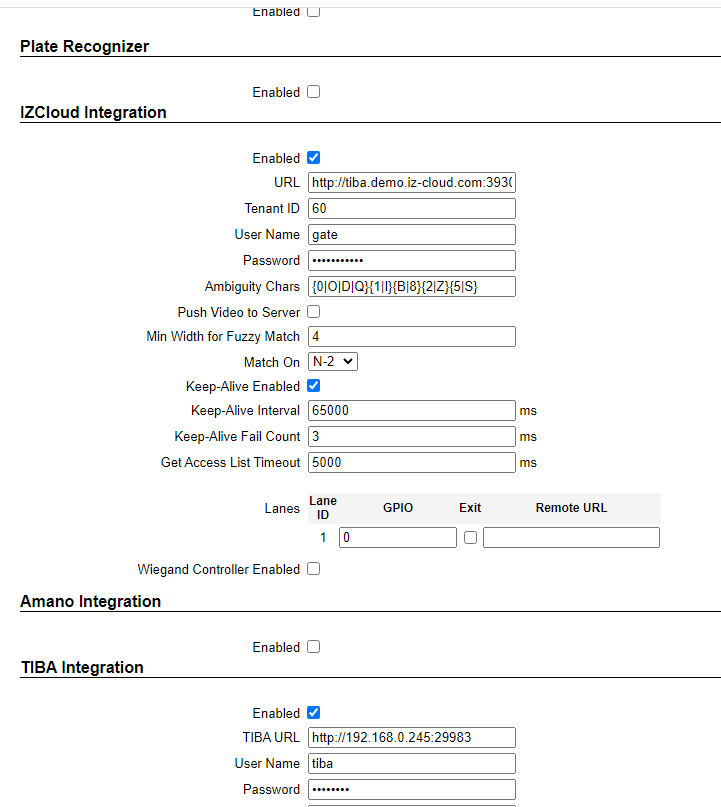 Enabled
Plate Recognizer
Enabled
IZCloud Integration
Enabled
URL http://tiba.demo.iz-cloud.com:3930
Tenant ID 60
User Name gate
Password •••••••••••
Ambiguity Chars {0|O|D|Q}{1|I}{B|8}{2|Z}{5|S}
Push Video to Server
Min Width for Fuzzy Match 4
Match On N-2
Keep-Alive Enabled
Keep-Alive Interval 65000 ms
Keep-Alive Fail Count 3 ms
Get Access List Timeout 5000 ms
Lanes Lane ID GPIO Exit Remote URL
1 0
Wiegand Controller Enabled
Amano Integration
Enabled
TIBA Integration
Enabled
TIBA URL http://192.168.0.245:29983
User Name tiba
Password ••••••••